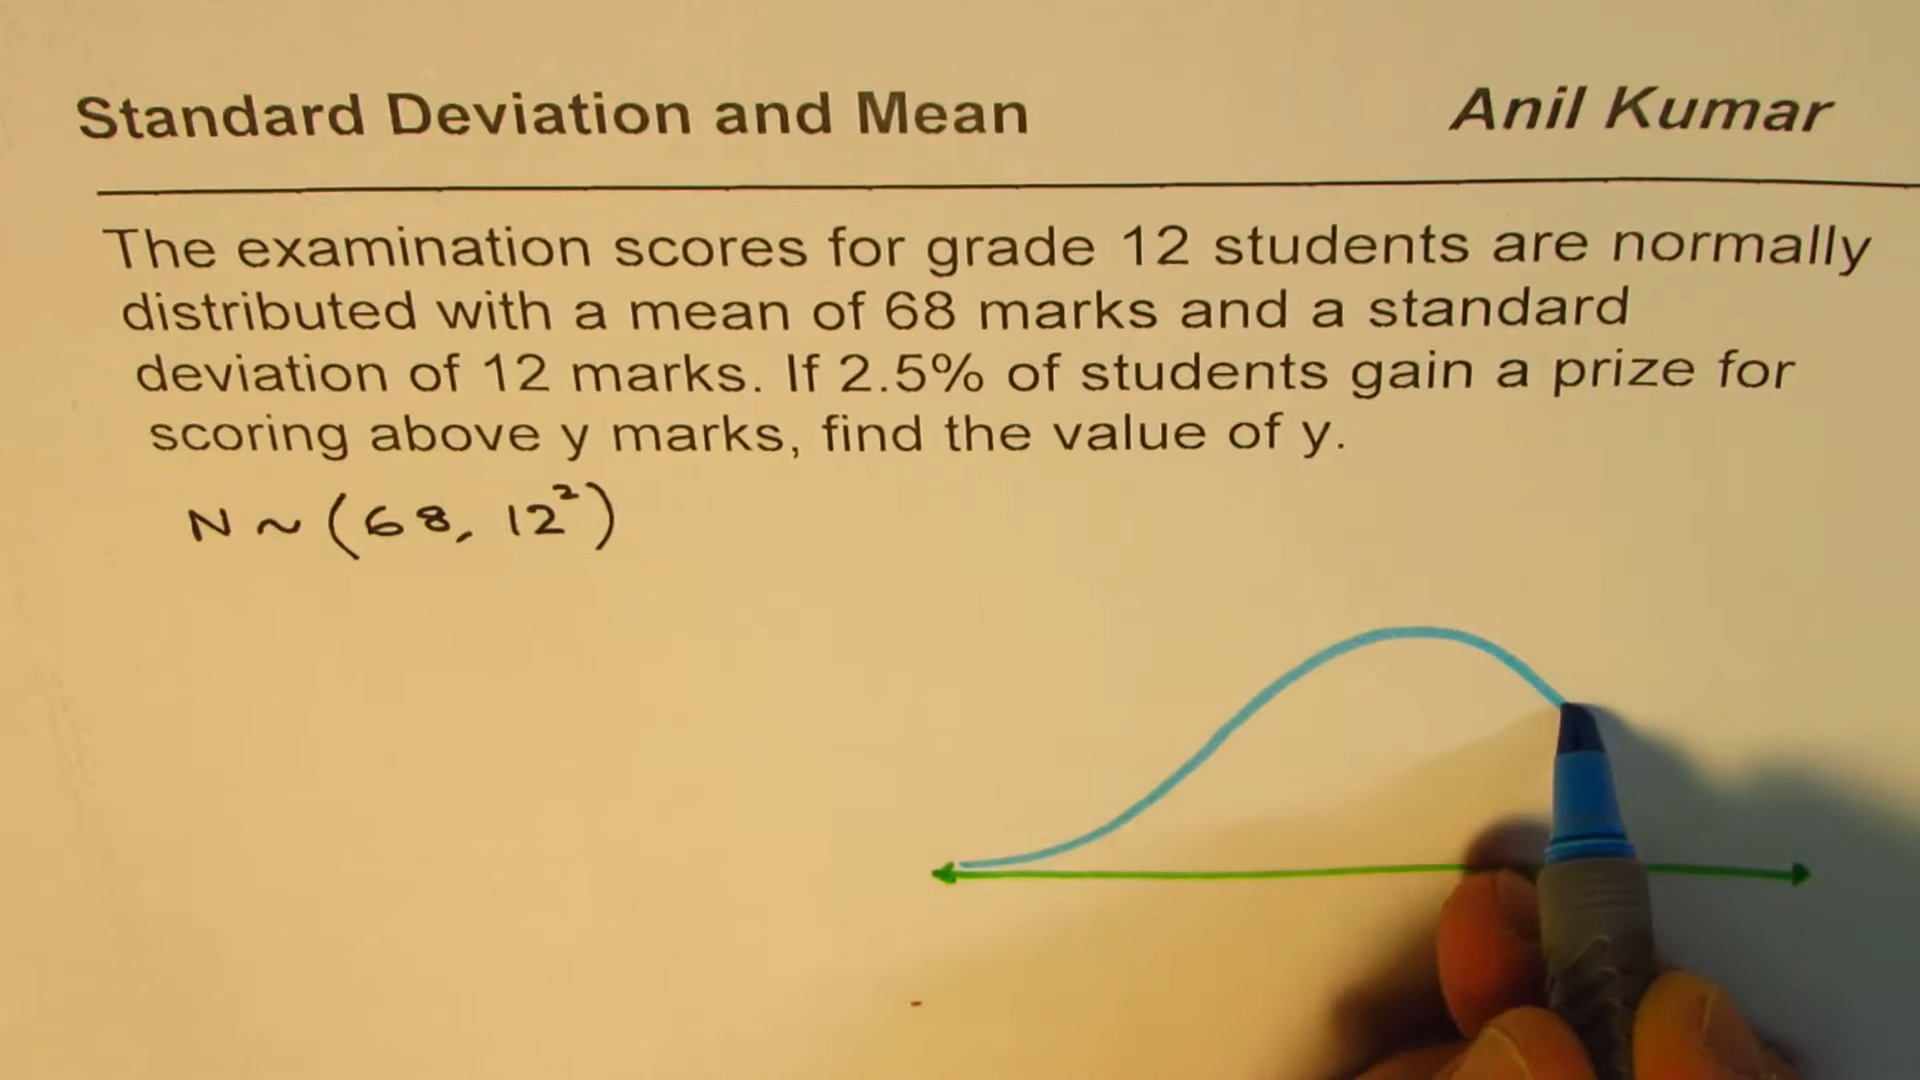 Standard Deviation and Mean Anil Kumar
The examination scores for grade 12 students are normally
distributed with a mean of 68 marks and a standard
deviation of 12 marks. If 2.5% of students gain a prize for
scoring above y marks, find the value of y.
N ~ (68, 12²)